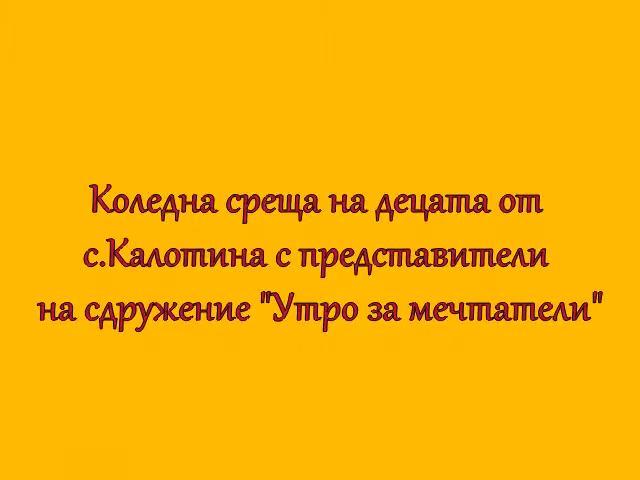 Коледна среща на децата от
с.Калотина с представители
на сдружение "Утро за мечтатели"